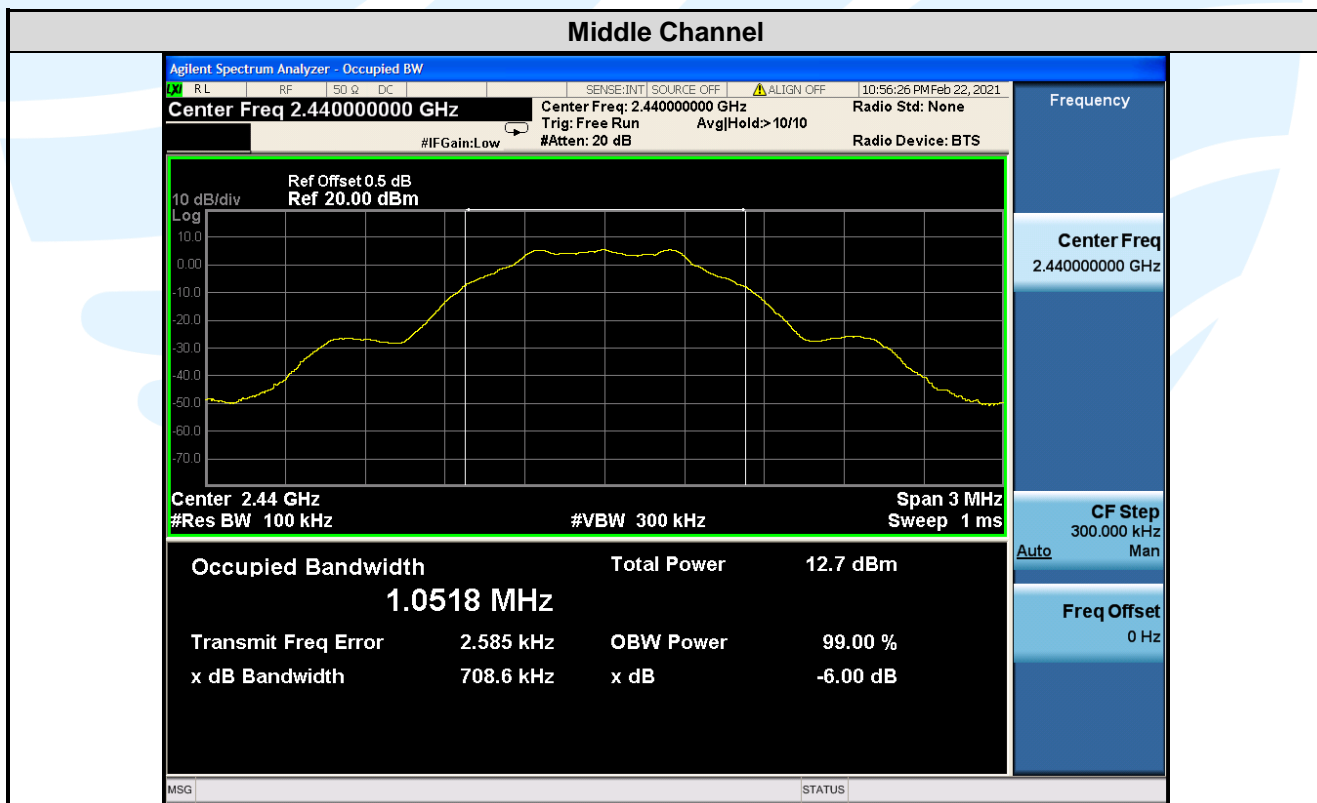 Middle Channel
Agilent Spectrum Analyzer - Occupied BW
LXI RL RF 50 Ω DC SENSE:INT SOURCE OFF ALIGN OFF 10:56:26 PM Feb 22, 2021
Center Freq 2.440000000 GHz
Center Freq: 2.440000000 GHz Radio Std: None
Trig: Free Run Avg|Hold:>10/10
#IFGain:Low #Atten: 20 dB Radio Device: BTS
Ref Offset 0.5 dB
10 dB/div Ref 20.00 dBm
Log
10.0
0.00
-10.0
-20.0
-30.0
-40.0
-50.0
-60.0
-70.0
Center 2.44 GHz Span 3 MHz
#Res BW 100 kHz #VBW 300 kHz Sweep 1 ms
Occupied Bandwidth Total Power 12.7 dBm
1.0518 MHz
Transmit Freq Error 2.585 kHz OBW Power 99.00 %
x dB Bandwidth 708.6 kHz x dB -6.00 dB
Frequency
Center Freq
2.440000000 GHz
CF Step
300.000 kHz
Auto Man
Freq Offset
0 Hz
MSG STATUS